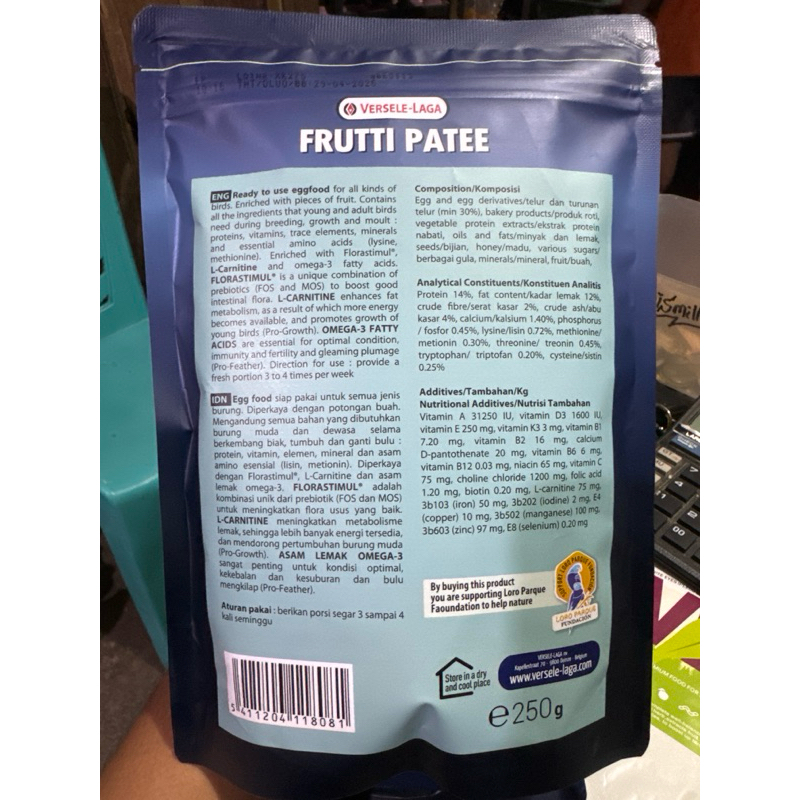 THT/DLUO/BB 25-04-2025
VERSELE-LAGA
FRUTTI PATEE
ENG Ready to use eggfood for all kinds of
birds. Enriched with pieces of fruit. Contains
all the ingredients that young and adult birds
need during breeding, growth and moult :
proteins, vitamins, trace elements, minerals
and essential amino acids (lysine,
methionine). Enriched with Florastimul®,
L-Carnitine and omega-3 fatty acids.
FLORASTIMUL® is a unique combination of
prebiotics (FOS and MOS) to boost good
intestinal flora. L-CARNITINE enhances fat
metabolism, as a result of which more energy
becomes available, and promotes growth of
young birds (Pro-Growth). OMEGA-3 FATTY
ACIDS are essential for optimal condition,
immunity and fertility and gleaming plumage
(Pro-Feather). Direction for use : provide a
fresh portion 3 to 4 times per week
IDN Egg food siap pakai untuk semua jenis
burung. Diperkaya dengan potongan buah.
Mengandung semua bahan yang dibutuhkan
burung muda dan dewasa selama
berkembang biak, tumbuh dan ganti bulu :
protein, vitamin, elemen, mineral dan asam
amino esensial (lisin, metionin). Diperkaya
dengan Florastimul®, L-Carnitine dan asam
lemak omega-3. FLORASTIMUL® adalah
kombinasi unik dari prebiotik (FOS dan MOS)
untuk meningkatkan flora usus yang baik.
L-CARNITINE meningkatkan metabolisme
lemak, sehingga lebih banyak energi tersedia,
dan mendorong pertumbuhan burung muda
(Pro-Growth). ASAM LEMAK OMEGA-3
sangat penting untuk kondisi optimal,
kekebalan dan kesuburan dan bulu
mengkilap (Pro-Feather).
Aturan pakai : berikan porsi segar 3 sampai 4
kali seminggu
5 411204 118081
Composition/Komposisi
Egg and egg derivatives/telur dan turunan
telur (min 30%), bakery products/produk roti,
vegetable protein extracts/ekstrak protein
nabati, oils and fats/minyak dan lemak,
seeds/bijian, honey/madu, various sugars/
berbagai gula, minerals/mineral, fruit/buah,
Analytical Constituents/Konstituen Analitis
Protein 14%, fat content/kadar lemak 12%,
crude fibre/serat kasar 2%, crude ash/abu
kasar 4%, calcium/kalsium 1,40%, phosphorus
/ fosfor 0.45%, lysine/lisin 0.72%, methionine/
metionin 0.30%, threonine/ treonin 0.45%,
tryptophan/ triptofan 0.20%, cysteine/sistin
0.25%
Additives/Tambahan/Kg
Nutritional Additives/Nutrisi Tambahan
Vitamin A 31250 IU, vitamin D3 1600 IU,
vitamin E 250 mg, vitamin K3 3 mg, vitamin B1
7.20 mg, vitamin B2 16 mg, calcium
D-pantothenate 20 mg, vitamin B6 6 mg,
vitamin B12 0.03 mg, niacin 65 mg, vitamin C
75 mg, choline chloride 1200 mg, folic acid
1.20 mg, biotin 0.20 mg, L-carnitine 75 mg,
3b103 (iron) 50 mg, 3b202 (iodine) 2 mg, E4
(copper) 10 mg, 3b502 (manganese) 100 mg,
3b603 (zinc) 97 mg, E8 (selenium) 0.20 mg
By buying this product
you are supporting Loro Parque
Faoundation to help nature
SUPPORT LORO PARQUE FUNDACIÓN
LORO PARQUE
FUNDACIÓN
Store in a dry
and cool place
VERSELE-LAGA nv
Kapellestraat 70 - 9800 Deinze - Belgium
www.versele-laga.com
e250g